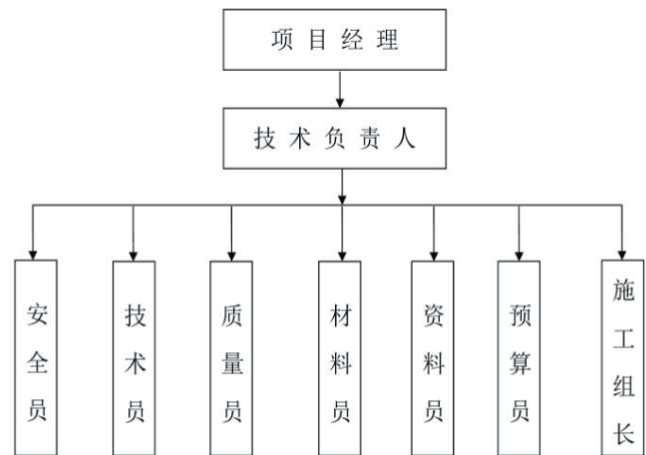 项目经理
技术负责人
安全员
技术员
质量员
材料员
资料员
预算员
施工组长